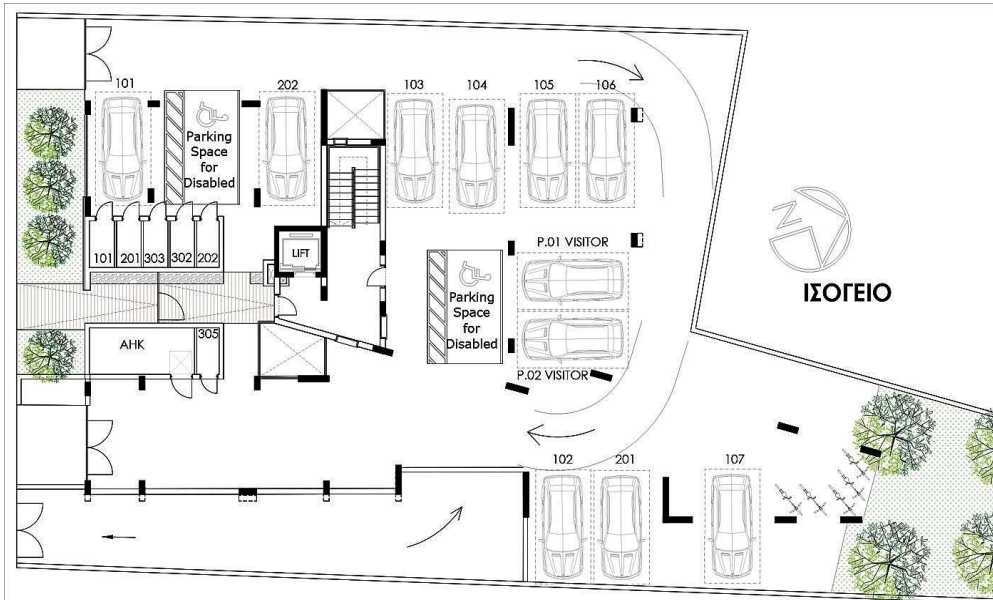 101
202
103
104
105
106
Parking
Space
for
Disabled
101 201 303 302 202
LIFT
P.01 VISITOR
Parking
Space
for
Disabled
P.02 VISITOR
N
ΙΣΟΓΕΙΟ
AHK
305
102
201
107